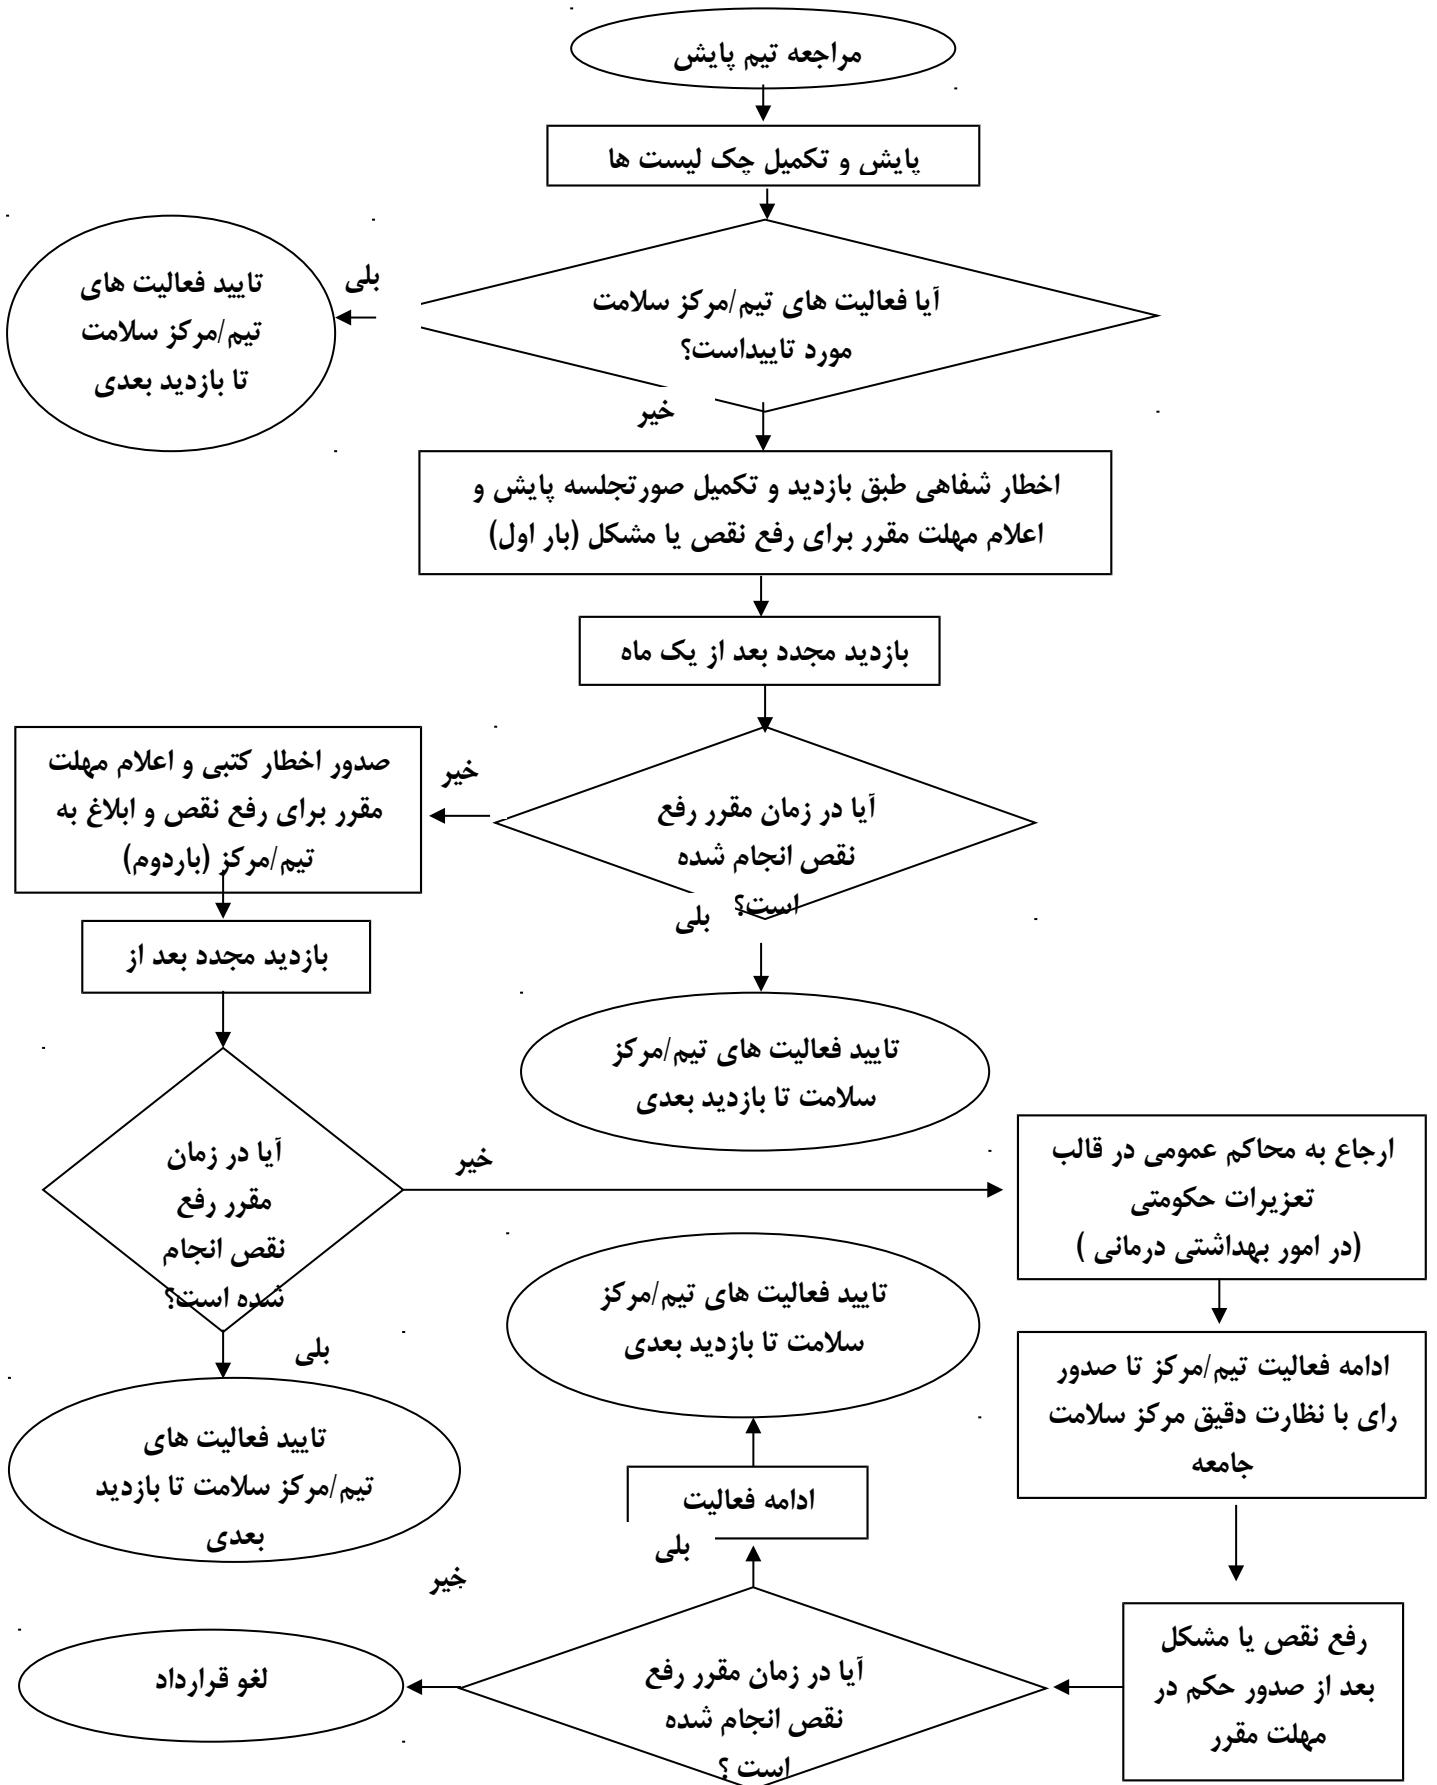 مراجعه تیم پایش
پایش و تکمیل چک لیست ها
آیا فعالیت های تیم/مرکز سلامت
مورد تاییداست؟
بلی
تایید فعالیت های
تیم/مرکز سلامت
تا بازدید بعدی
خیر
اخطار شفاهی طبق بازدید و تکمیل صورتجلسه پایش و
اعلام مهلت مقرر برای رفع نقص یا مشکل (بار اول)
بازدید مجدد بعد از یک ماه
آیا در زمان مقرر رفع
نقص انجام شده
است؟
خیر
صدور اخطار کتبی و اعلام مهلت
مقرر برای رفع نقص و ابلاغ به
تیم/مرکز (باردوم)
بلی
بازدید مجدد بعد از
تایید فعالیت های تیم/مرکز
سلامت تا بازدید بعدی
آیا در زمان
مقرر رفع
نقص انجام
شده است؟
خیر
ارجاع به محاکم عمومی در قالب
تعزیرات حکومتی
(در امور بهداشتی درمانی )
تایید فعالیت های تیم/مرکز
سلامت تا بازدید بعدی
بلی
ادامه فعالیت تیم/مرکز تا صدور
رای با نظارت دقیق مرکز سلامت
جامعه
تایید فعالیت های
تیم/مرکز سلامت تا بازدید
بعدی
ادامه فعالیت
بلی
خیر
رفع نقص یا مشکل
بعد از صدور حکم در
مهلت مقرر
آیا در زمان مقرر رفع
نقص انجام شده
است ؟
لغو قرارداد